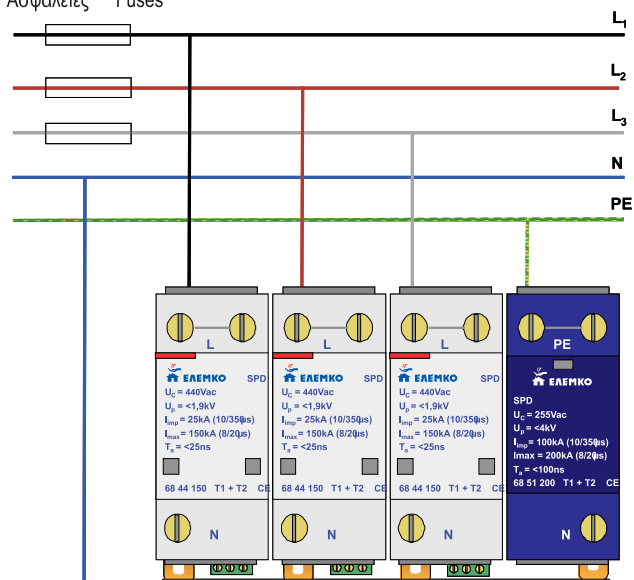 Ασφάλειες Fuses
L1
L2
L3
N
PE
L
ΕΛΕΜΚΟ SPD
UC = 440Vac
Up = <1,9kV
Iimp = 25kA (10/350μs)
Imax = 150kA (8/20μs)
Ta = <25ns
68 44 150 T1 + T2 CE
N
L
ΕΛΕΜΚΟ SPD
UC = 440Vac
Up = <1,9kV
Iimp = 25kA (10/350μs)
Imax = 150kA (8/20μs)
Ta = <25ns
68 44 150 T1 + T2 CE
N
L
ΕΛΕΜΚΟ SPD
UC = 440Vac
Up = <1,9kV
Iimp = 25kA (10/350μs)
Imax = 150kA (8/20μs)
Ta = <25ns
68 44 150 T1 + T2 CE
N
PE
ΕΛΕΜΚΟ
SPD
UC = 255Vac
Up = <4kV
Iimp = 100kA (10/350μs)
Imax = 200kA (8/20μs)
Ta = <100ns
68 51 200 T1 + T2 CE
N